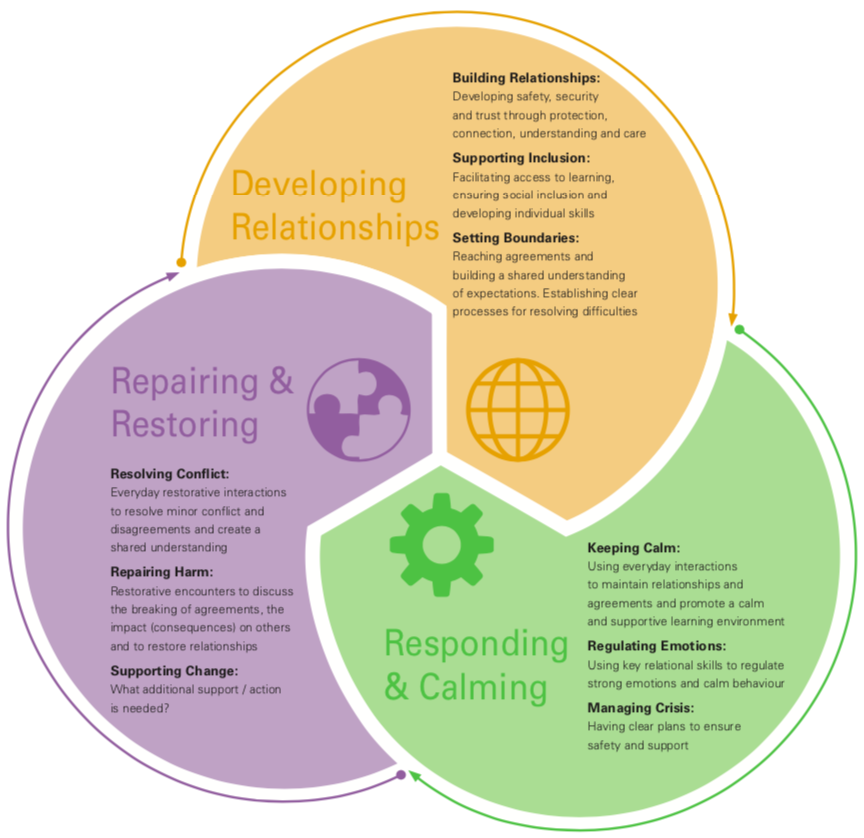 Developing
Relationships
Building Relationships:
Developing safety, security
and trust through protection,
connection, understanding and care
Supporting Inclusion:
Facilitating access to learning,
ensuring social inclusion and
developing individual skills
Setting Boundaries:
Reaching agreements and
building a shared understanding
of expectations. Establishing clear
processes for resolving difficulties
Repairing &
Restoring
Resolving Conflict:
Everyday restorative interactions
to resolve minor conflict and
disagreements and create a
shared understanding
Repairing Harm:
Restorative encounters to discuss
the breaking of agreements, the
impact (consequences) on others
and to restore relationships
Supporting Change:
What additional support / action
is needed?
Responding
& Calming
Keeping Calm:
Using everyday interactions
to maintain relationships and
agreements and promote a calm
and supportive learning environment
Regulating Emotions:
Using key relational skills to regulate
strong emotions and calm behaviour
Managing Crisis:
Having clear plans to ensure
safety and support